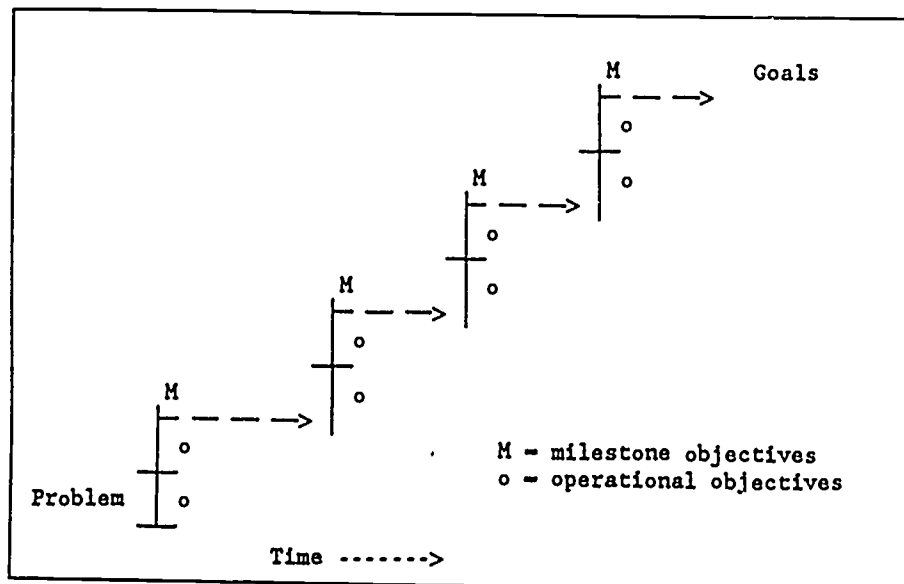 M Goals
o
o
M
o
o
M
o
o
M
o
o
M = milestone objectives
o = operational objectives
Problem
Time ------->